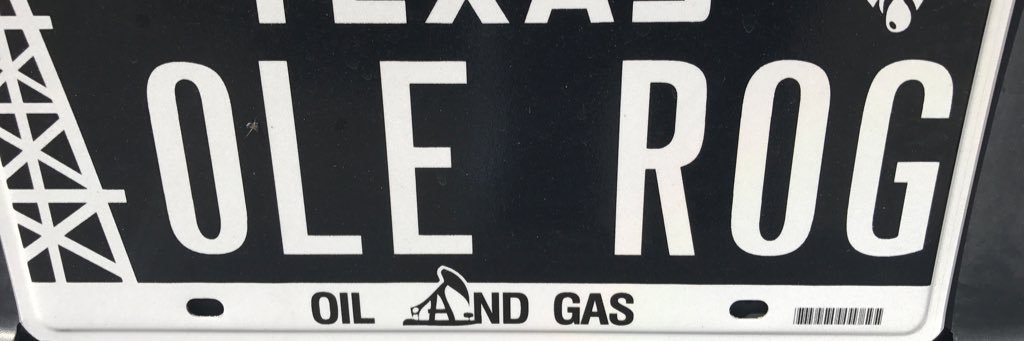 TEXAS
OLE ROG
OIL AND GAS